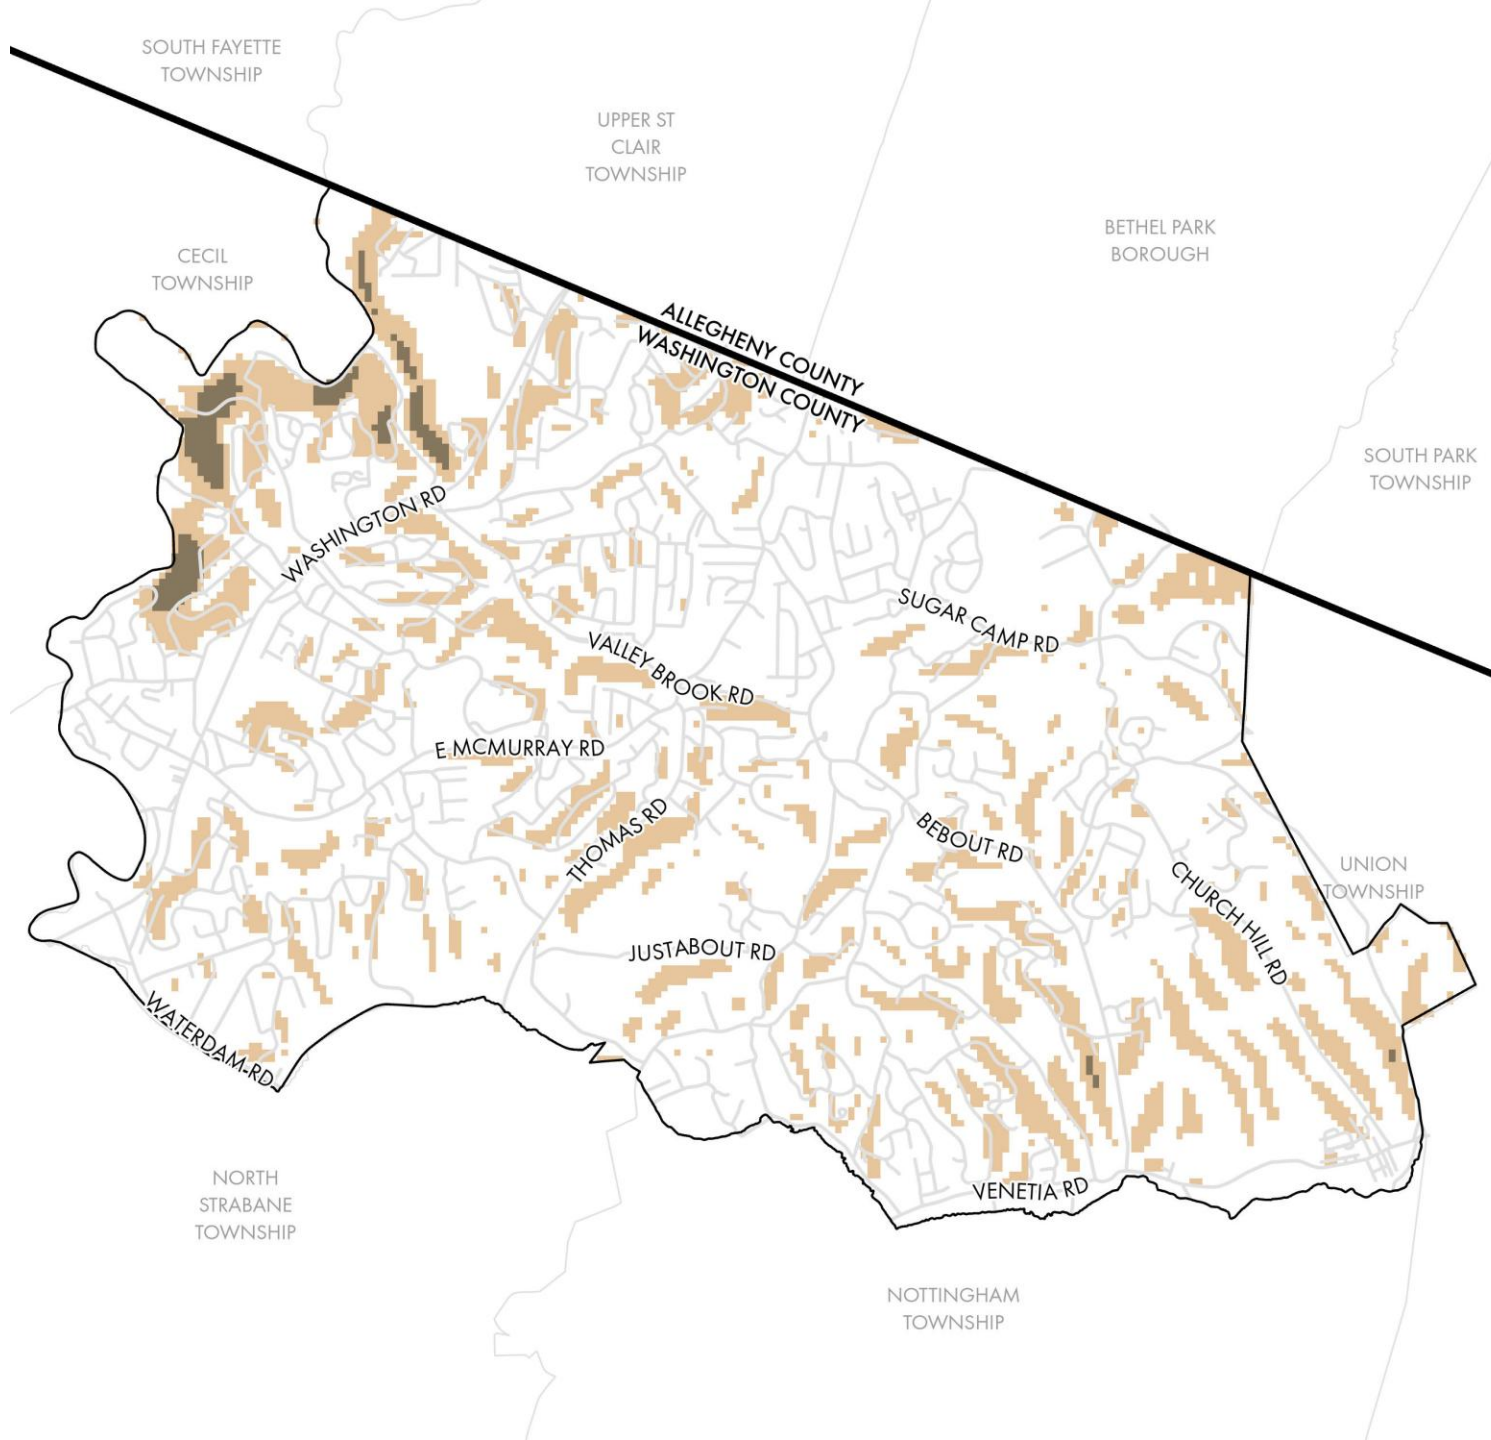 SOUTH FAYETTE
TOWNSHIP
UPPER ST
CLAIR
TOWNSHIP
BETHEL PARK
BOROUGH
CECIL
TOWNSHIP
ALLEGHENY COUNTY
WASHINGTON COUNTY
SOUTH PARK
TOWNSHIP
WASHINGTON RD
SUGAR CAMP RD
VALLEY BROOK RD
E MCMURRAY RD
THOMAS RD
BEBOUT RD
CHURCH HILL RD
UNION
TOWNSHIP
JUSTABOUT RD
WATERDAM RD
VENETIA RD
NORTH
STRABANE
TOWNSHIP
NOTTINGHAM
TOWNSHIP